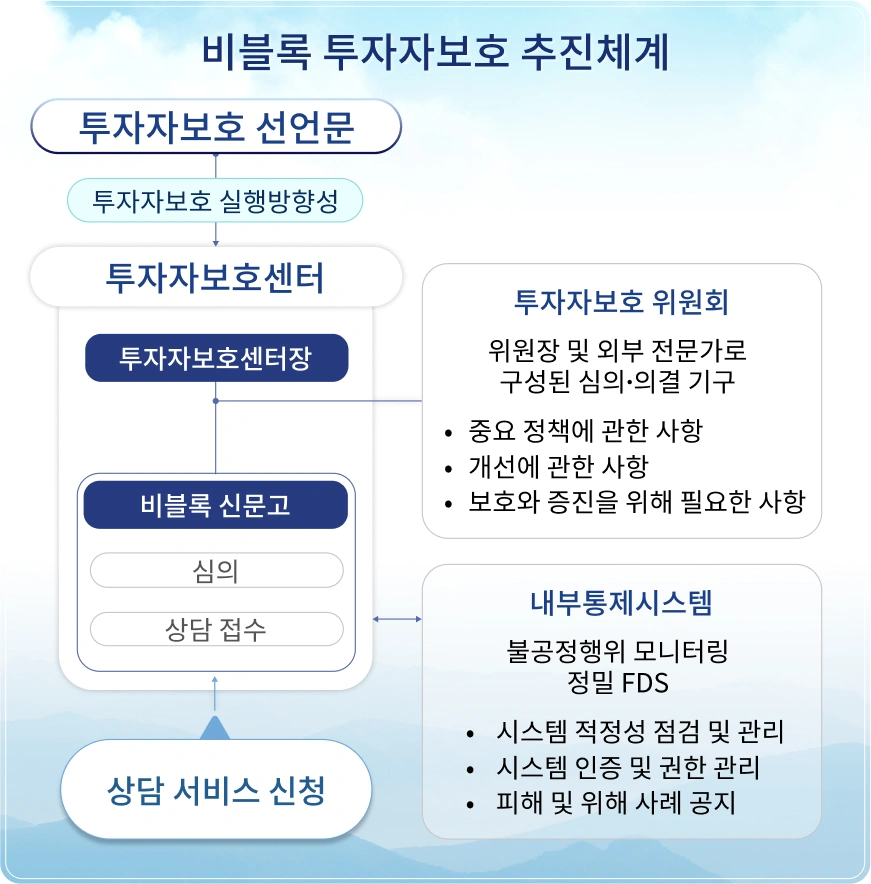 비블록 투자자보호 추진체계
투자자보호 선언문
투자자보호 실행방향성
투자자보호센터
투자자보호센터장
비블록 신문고
심의
상담 접수
상담 서비스 신청
투자자보호 위원회
위원장 및 외부 전문가로
구성된 심의·의결 기구
• 중요 정책에 관한 사항
• 개선에 관한 사항
• 보호와 증진을 위해 필요한 사항
내부통제시스템
불공정행위 모니터링
정밀 FDS
• 시스템 적정성 점검 및 관리
• 시스템 인증 및 권한 관리
• 피해 및 위해 사례 공지